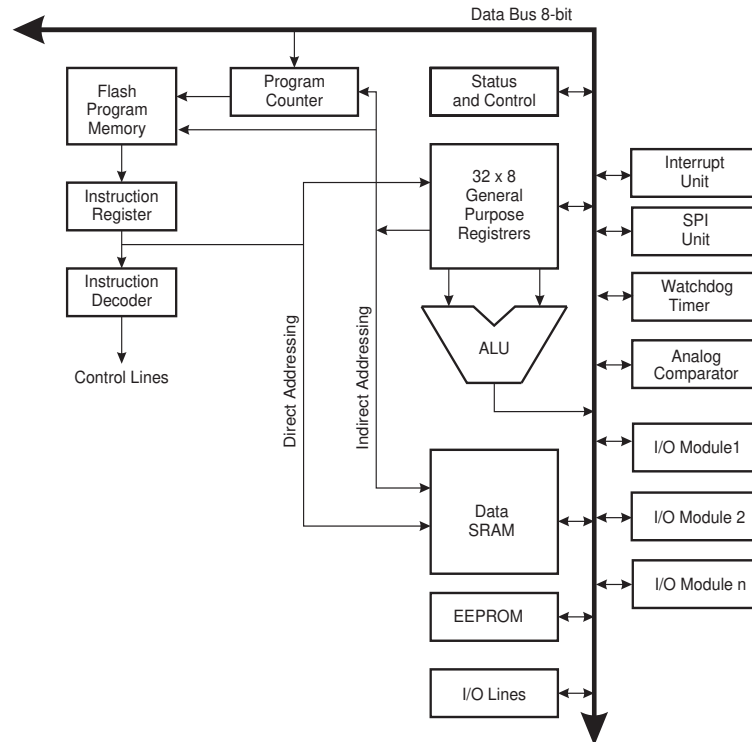 Data Bus 8-bit
Flash
Program
Memory
Program
Counter
Status
and Control
32 x 8
General
Purpose
Registrers
Interrupt
Unit
Instruction
Register
SPI
Unit
Instruction
Decoder
Watchdog
Timer
Control Lines
Direct Addressing
Indirect Addressing
ALU
Analog
Comparator
I/O Module1
Data
SRAM
I/O Module 2
I/O Module n
EEPROM
I/O Lines